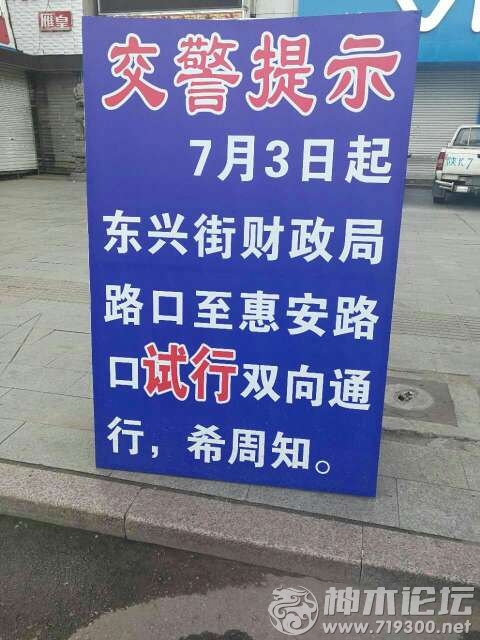 雁皇
交警提示
7月3日起
东兴街财政局
路口至惠安路
口试行双向通
行，希周知。
神木论坛
www.719300.net